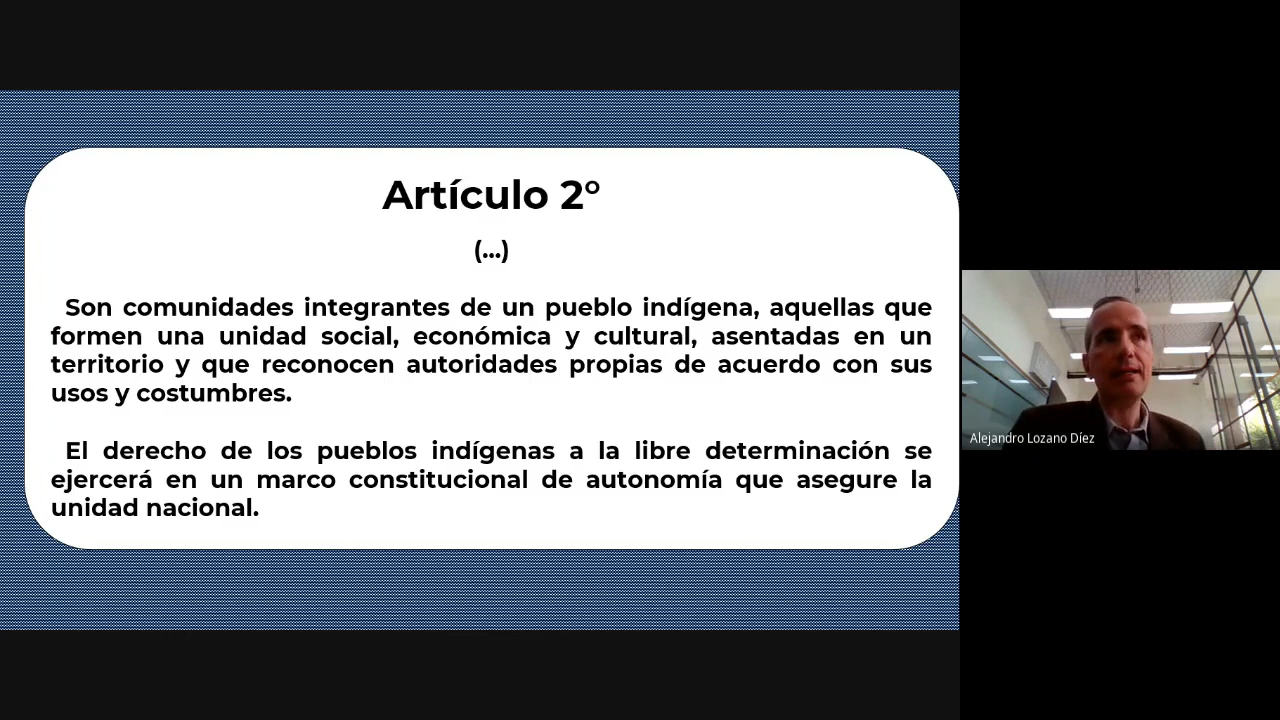 Artículo 2°
(...)
Son comunidades integrantes de un pueblo indígena, aquellas que
formen una unidad social, económica y cultural, asentadas en un
territorio y que reconocen autoridades propias de acuerdo con sus
usos y costumbres.
El derecho de los pueblos indígenas a la libre determinación se
ejercerá en un marco constitucional de autonomía que asegure la
unidad nacional.
Alejandro Lozano Díez